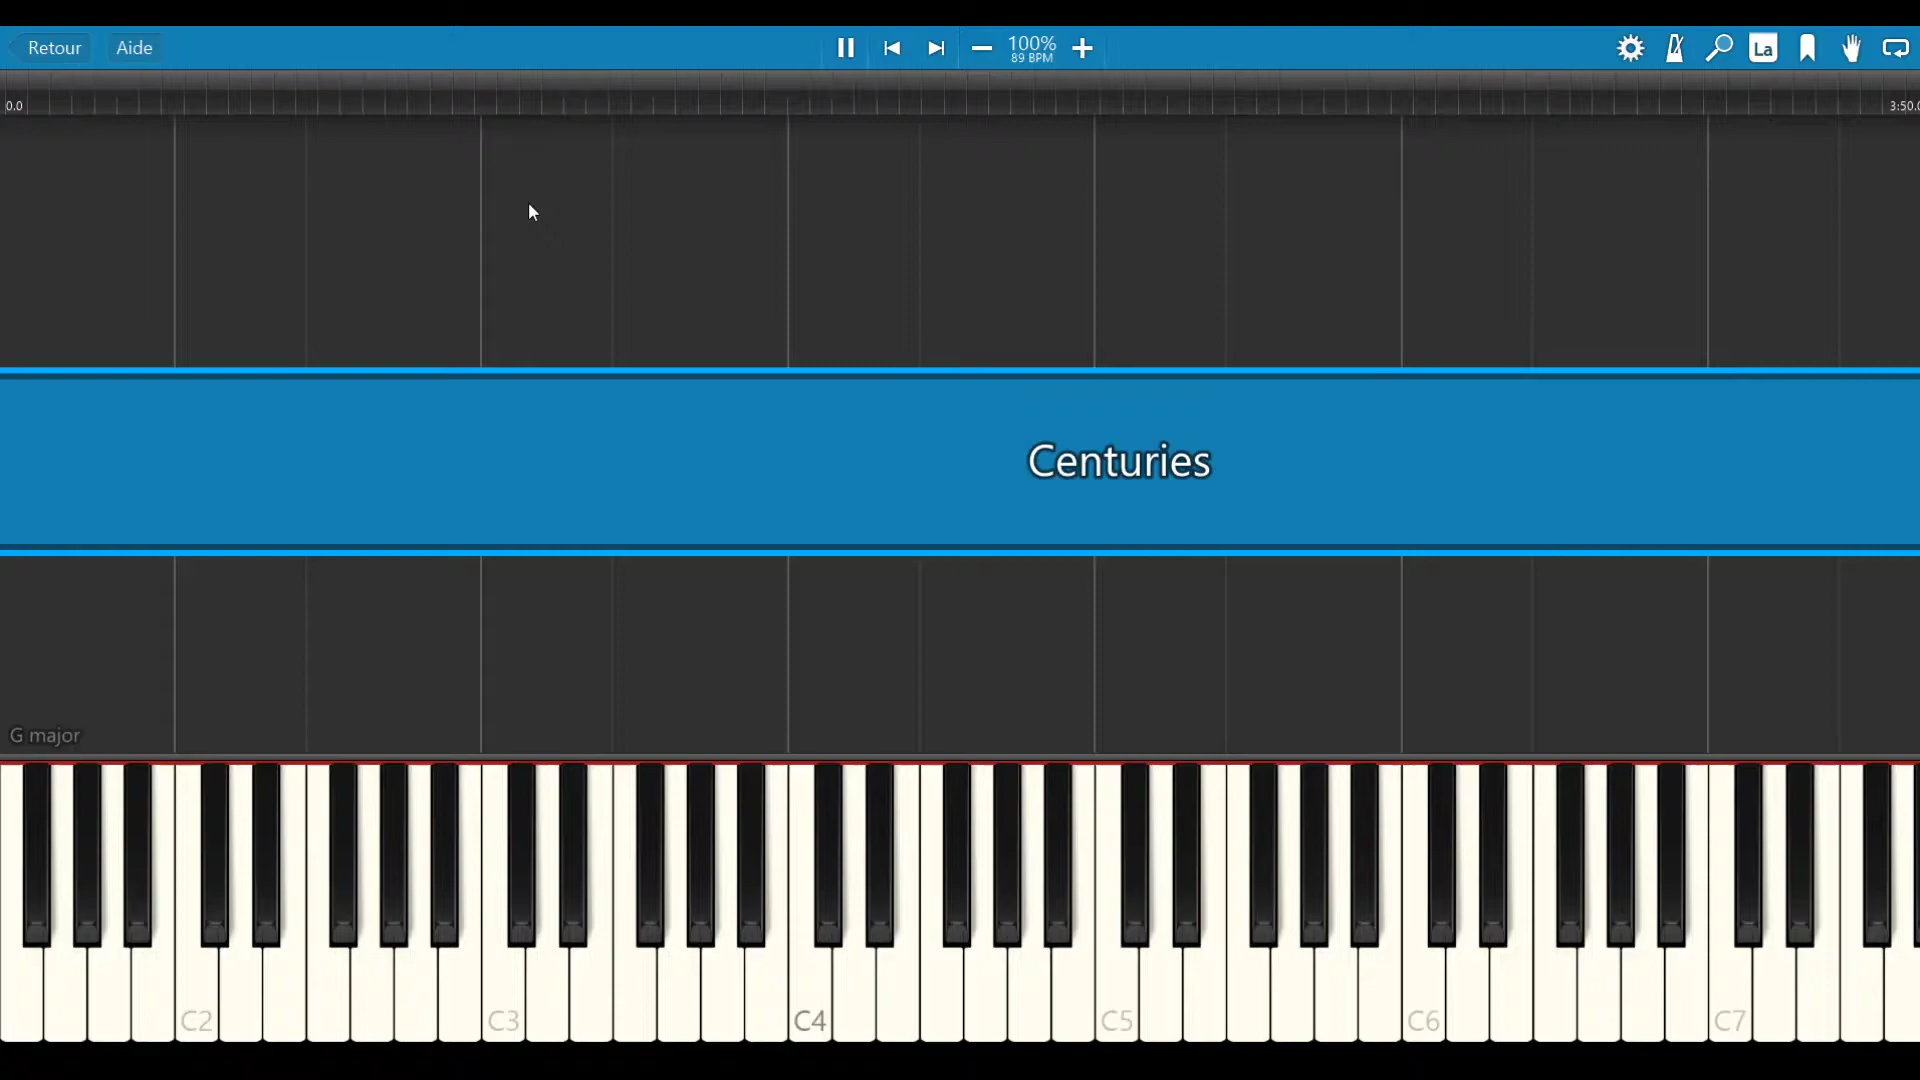 Retour Aide
100%
89 BPM
La
0.0 3:50.0
Centuries
G major
C2 C3 C4 C5 C6 C7